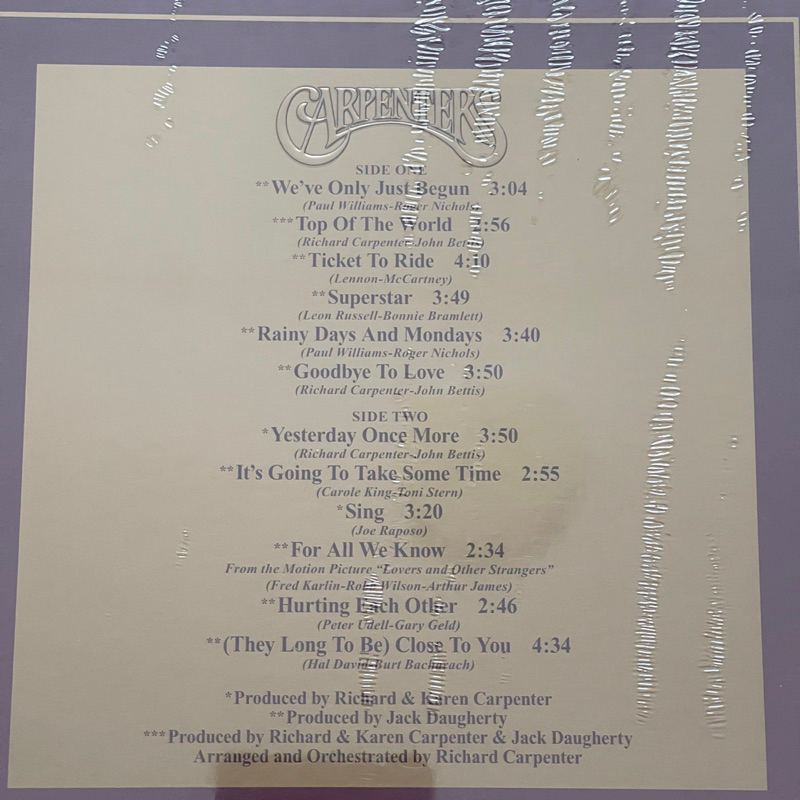 CARPENTERS
SIDE ONE
**We've Only Just Begun 3:04
(Paul Williams-Roger Nichols)
***Top Of The World 2:56
(Richard Carpenter-John Bettis)
**Ticket To Ride 4:10
(Lennon-McCartney)
**Superstar 3:49
(Leon Russell-Bonnie Bramlett)
**Rainy Days And Mondays 3:40
(Paul Williams-Roger Nichols)
**Goodbye To Love 3:50
(Richard Carpenter-John Bettis)
SIDE TWO
*Yesterday Once More 3:50
(Richard Carpenter-John Bettis)
**It's Going To Take Some Time 2:55
(Carole King-Toni Stern)
*Sing 3:20
(Joe Raposo)
**For All We Know 2:34
From the Motion Picture "Lovers and Other Strangers"
(Fred Karlin-Robb Wilson-Arthur James)
**Hurting Each Other 2:46
(Peter Udell-Gary Geld)
**(They Long To Be) Close To You 4:34
(Hal David-Burt Bacharach)
*Produced by Richard & Karen Carpenter
**Produced by Jack Daugherty
***Produced by Richard & Karen Carpenter & Jack Daugherty
Arranged and Orchestrated by Richard Carpenter